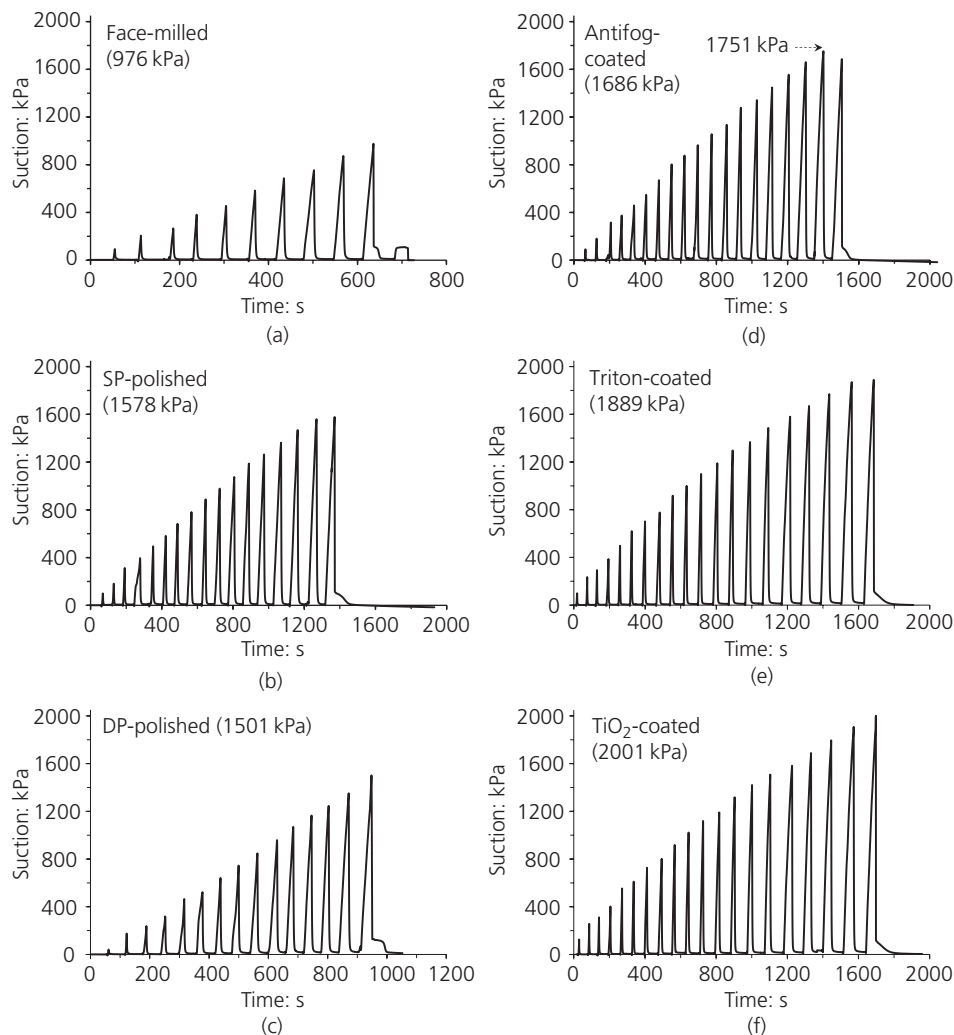 Face-milled
(976 kPa)
2000
1600
1200
800
400
0
Suction: kPa
0 200 400 600 800
Time: s
(a)
SP-polished
(1578 kPa)
2000
1600
1200
800
400
0
Suction: kPa
0 400 800 1200 1600 2000
Time: s
(b)
DP-polished (1501 kPa)
2000
1600
1200
800
400
0
Suction: kPa
0 200 400 600 800 1000 1200
Time: s
(c)
Antifog-
coated
(1686 kPa)
1751 kPa
2000
1600
1200
800
400
0
Suction: kPa
0 400 800 1200 1600 2000
Time: s
(d)
Triton-coated
(1889 kPa)
2000
1600
1200
800
400
0
Suction: kPa
0 400 800 1200 1600 2000
Time: s
(e)
TiO₂-coated
(2001 kPa)
2000
1600
1200
800
400
0
Suction: kPa
0 400 800 1200 1600 2000
Time: s
(f)